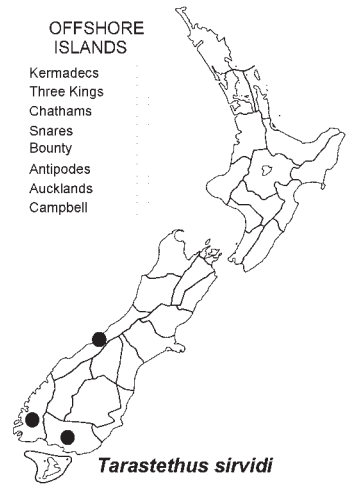 OFFSHORE
ISLANDS
Kermadecs
Three Kings
Chathams
Snares
Bounty
Antipodes
Aucklands
Campbell
Tarastethus sirvidi